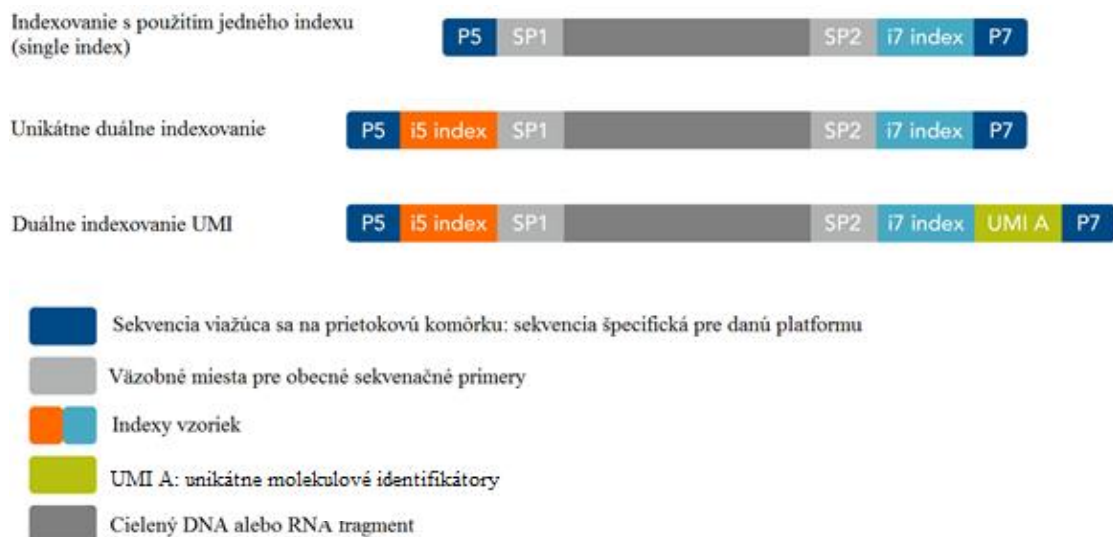 Indexovanie s použitím jedného indexu
(single index)
P5 SP1 SP2 i7 index P7
Unikátne duálne indexovanie
P5 i5 index SP1 SP2 i7 index P7
Duálne indexovanie UMI
P5 i5 index SP1 SP2 i7 index UMI A P7
Sekvencia viažúca sa na prietokovú komôrku: sekvencia špecifická pre danú platformu
Väzobné miesta pre obecné sekvenačné primery
Indexy vzoriek
UMI A: unikátne molekulové identifikátory
Cielený DNA alebo RNA fragment